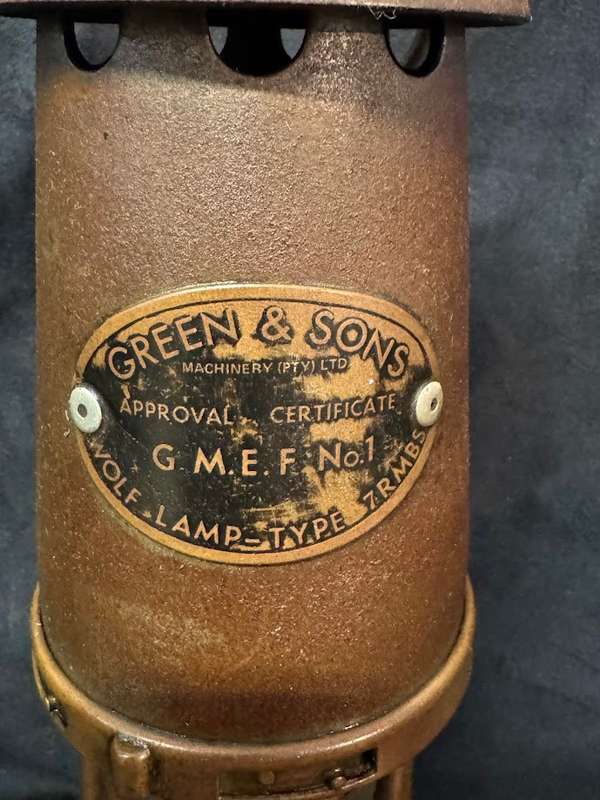 GREEN & SONS
MACHINERY (PTY) LTD
APPROVAL CERTIFICATE
G.M.E.F. No.1
WOLF LAMP-TYPE 7RMBS